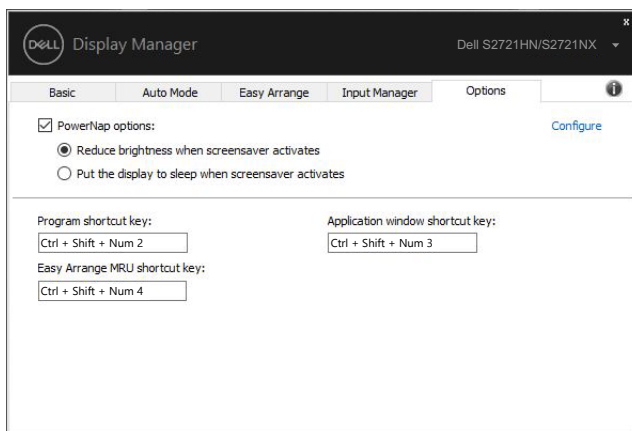 x
DELL Display Manager Dell S2721HN/S2721NX
Basic Auto Mode Easy Arrange Input Manager Options i
PowerNap options: Configure
Reduce brightness when screensaver activates
Put the display to sleep when screensaver activates
Program shortcut key: Application window shortcut key:
Ctrl + Shift + Num 2 Ctrl + Shift + Num 3
Easy Arrange MRU shortcut key:
Ctrl + Shift + Num 4